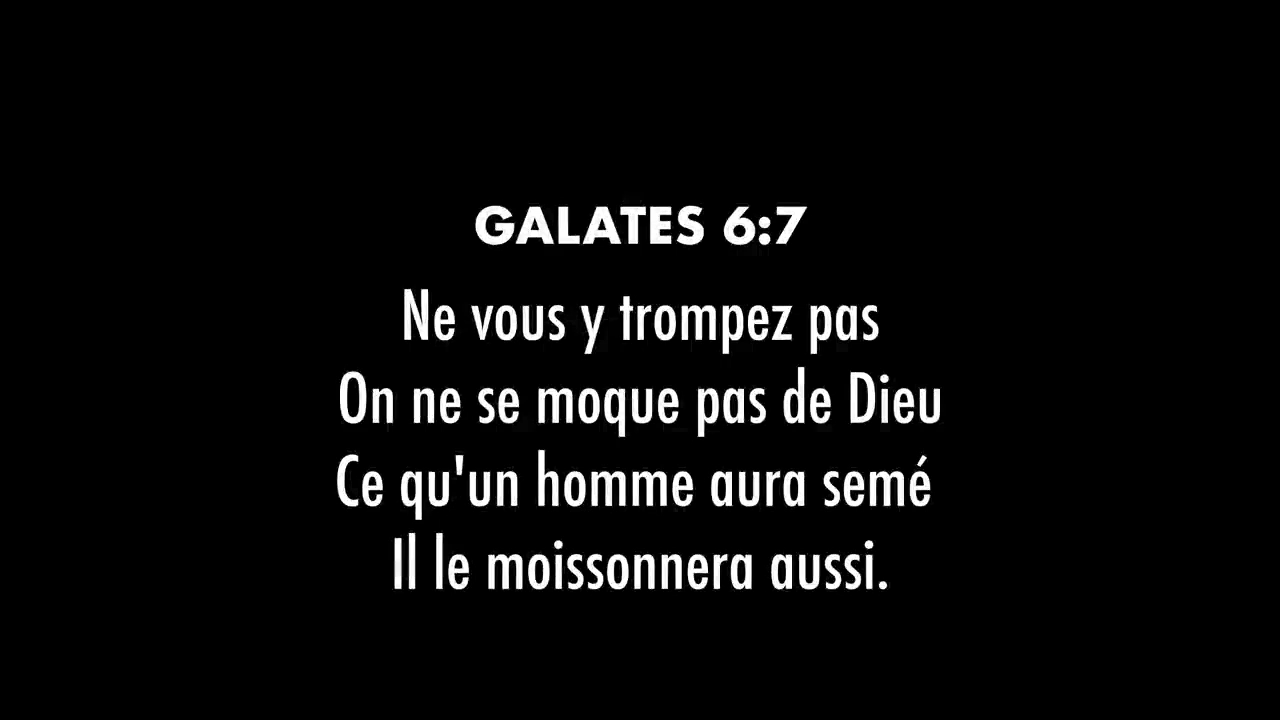 GALATES 6:7
Ne vous y trompez pas
On ne se moque pas de Dieu
Ce qu'un homme aura semé
Il le moissonnera aussi.